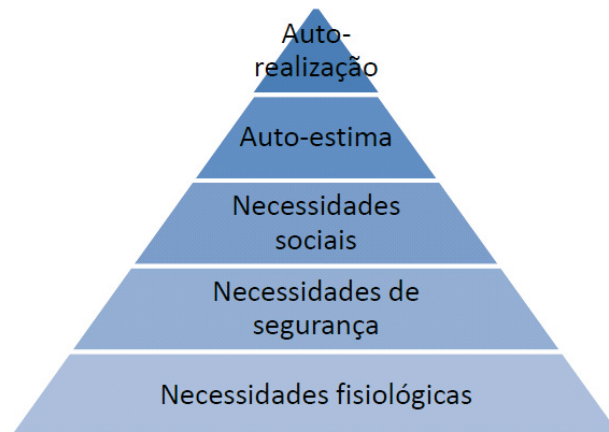 Auto-
realização
Auto-estima
Necessidades
sociais
Necessidades de
segurança
Necessidades fisiológicas